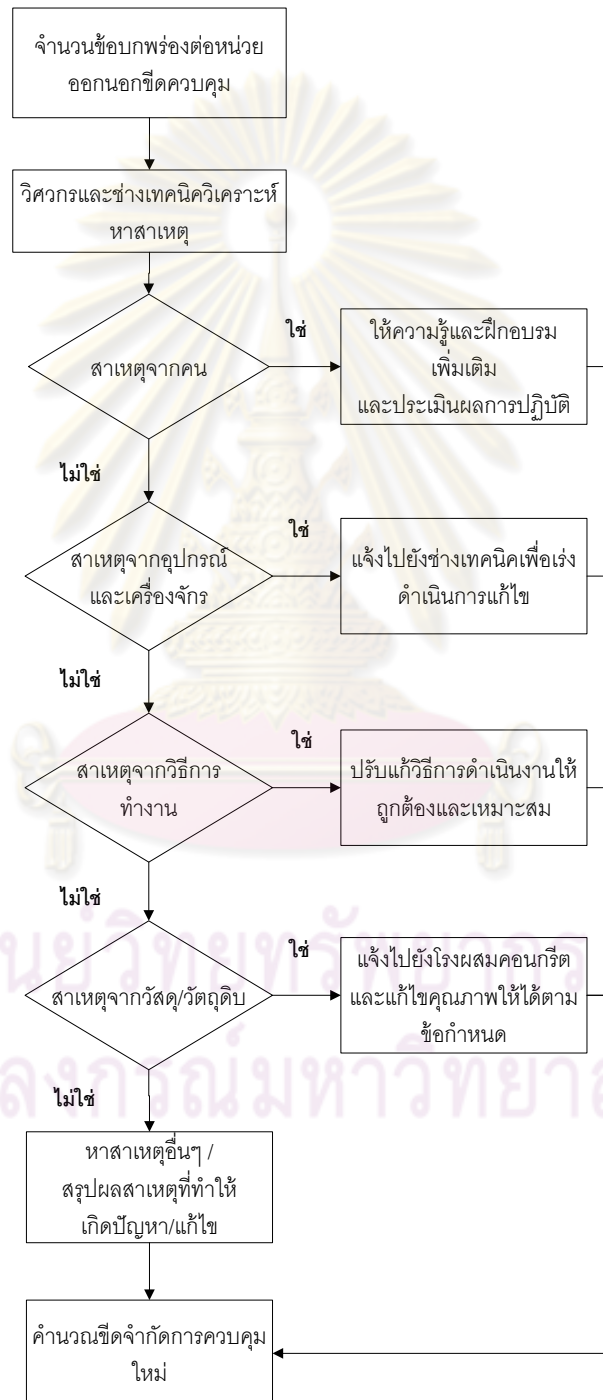 จำนวนข้อบกพร่องต่อหน่วย
ออกนอกขีดควบคุม
วิศวกรและช่างเทคนิควิเคราะห์
หาสาเหตุ
สาเหตุจากคน
ใช่
ให้ความรู้และฝึกอบรม
เพิ่มเติม
และประเมินผลการปฏิบัติ
ไม่ใช่
สาเหตุจากอุปกรณ์
และเครื่องจักร
ใช่
แจ้งไปยังช่างเทคนิคเพื่อเร่ง
ดำเนินการแก้ไข
ไม่ใช่
สาเหตุจากวิธีการ
ทำงาน
ใช่
ปรับแก้วิธีการดำเนินงานให้
ถูกต้องและเหมาะสม
ไม่ใช่
สาเหตุจากวัสดุ/วัตถุดิบ
ใช่
แจ้งไปยังโรงผสมคอนกรีต
และแก้ไขคุณภาพให้ได้ตาม
ข้อกำหนด
ไม่ใช่
หาสาเหตุอื่นๆ /
สรุปผลสาเหตุที่ทำให้
เกิดปัญหา/แก้ไข
คำนวณขีดจำกัดการควบคุม
ใหม่